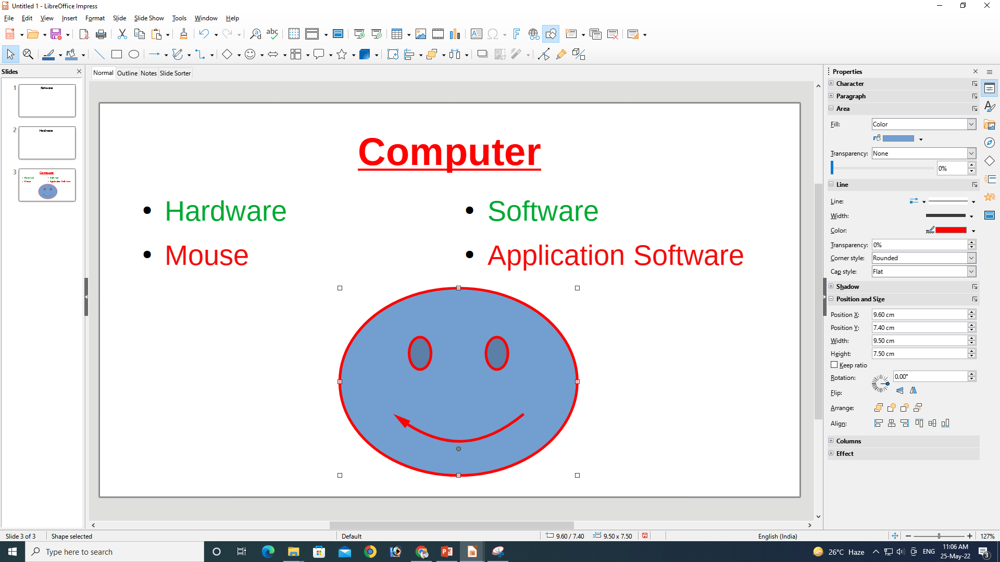 Untitled 1 - LibreOffice Impress
File Edit View Insert Format Slide Slide Show Tools Window Help
Slides
Normal Outline Notes Slide Sorter
1
Software
2
Hardware
3
Computer
Hardware
Software
Mouse
Application Software
Computer
• Hardware
• Software
• Mouse
• Application Software
Properties
Character
Paragraph
Area
Fill: Color
Transparency: None
0%
Line
Line:
Width:
Color:
Transparency: 0%
Corner style: Rounded
Cap style: Flat
Shadow
Position and Size
Position X: 9.60 cm
Position Y: 7.40 cm
Width: 9.50 cm
Height: 7.50 cm
Keep ratio
Rotation: 0.00°
Flip:
Arrange:
Align:
Columns
Effect
Slide 3 of 3 Shape selected Default 9.60 / 7.40 9.50 x 7.50 English (India) 127%
Type here to search
26°C Haze ENG 11:06 AM
25-May-22
3